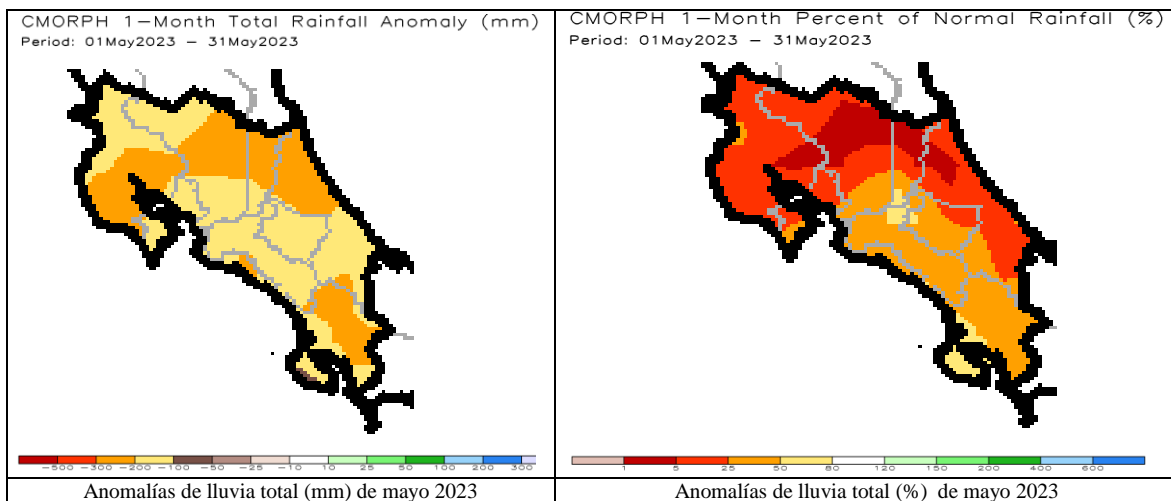 CMORPH 1-Month Total Rainfall Anomaly (mm)
Period: 01May2023 - 31May2023
-500 -300 -200 -100 -50 -25 -10 10 25 50 100 200 300
Anomalías de lluvia total (mm) de mayo 2023
CMORPH 1-Month Percent of Normal Rainfall (%)
Period: 01May2023 - 31May2023
1 5 25 50 80 120 150 200 400 600
Anomalías de lluvia total (%) de mayo 2023